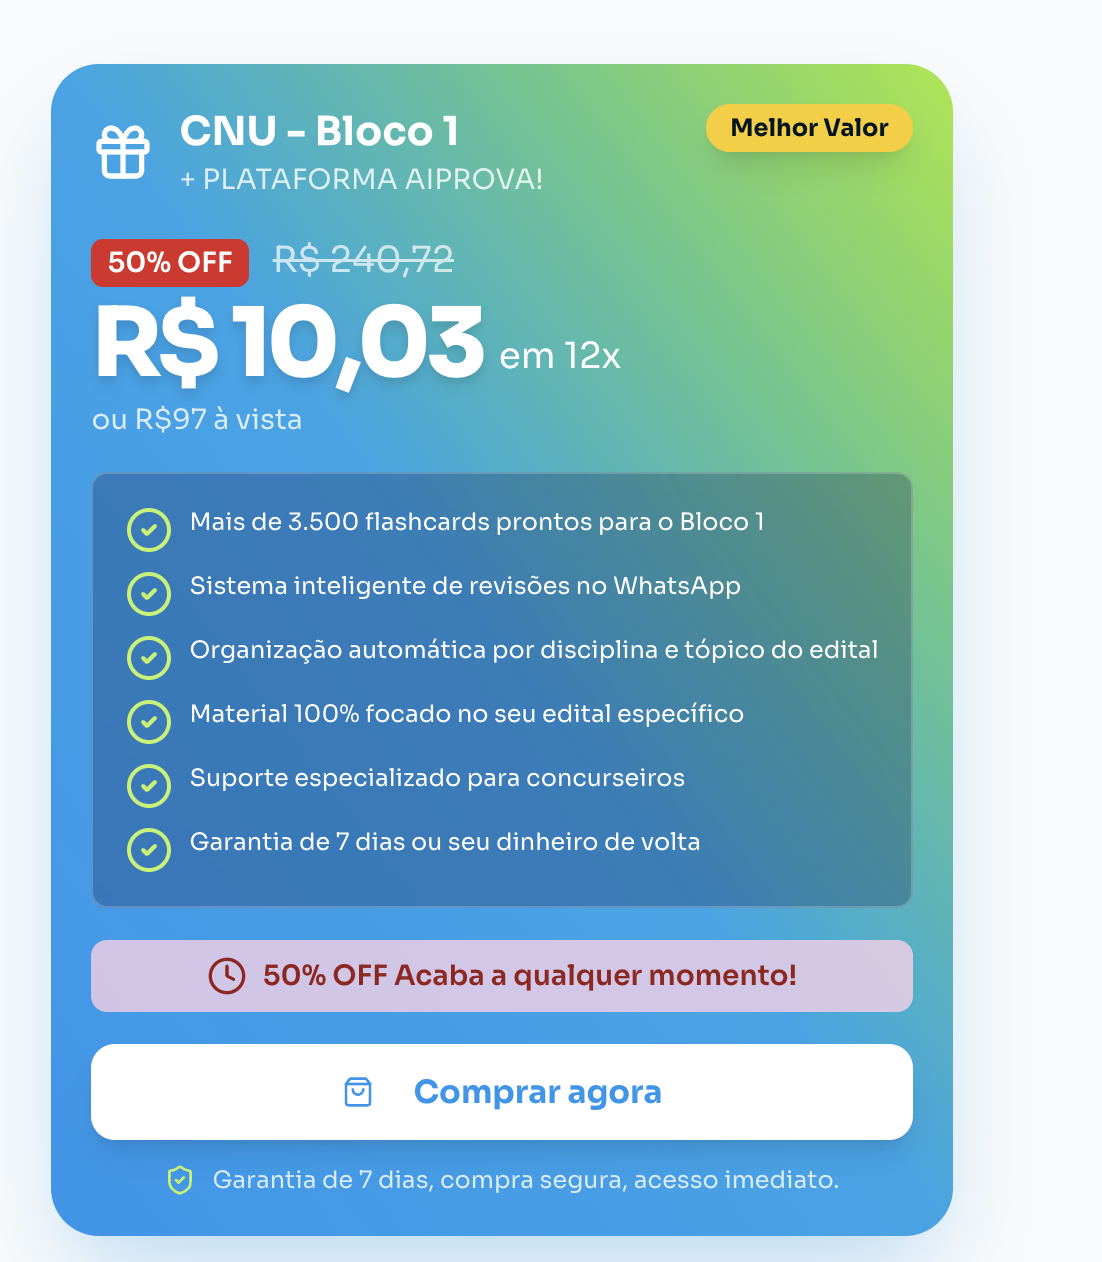 CNU - Bloco 1
Melhor Valor
+ PLATAFORMA AIPROVA!
50% OFF R$ 240,72
R$ 10,03 em 12x
ou R$97 à vista
Mais de 3.500 flashcards prontos para o Bloco 1
Sistema inteligente de revisões no WhatsApp
Organização automática por disciplina e tópico do edital
Material 100% focado no seu edital específico
Suporte especializado para concurseiros
Garantia de 7 dias ou seu dinheiro de volta
50% OFF Acaba a qualquer momento!
Comprar agora
Garantia de 7 dias, compra segura, acesso imediato.